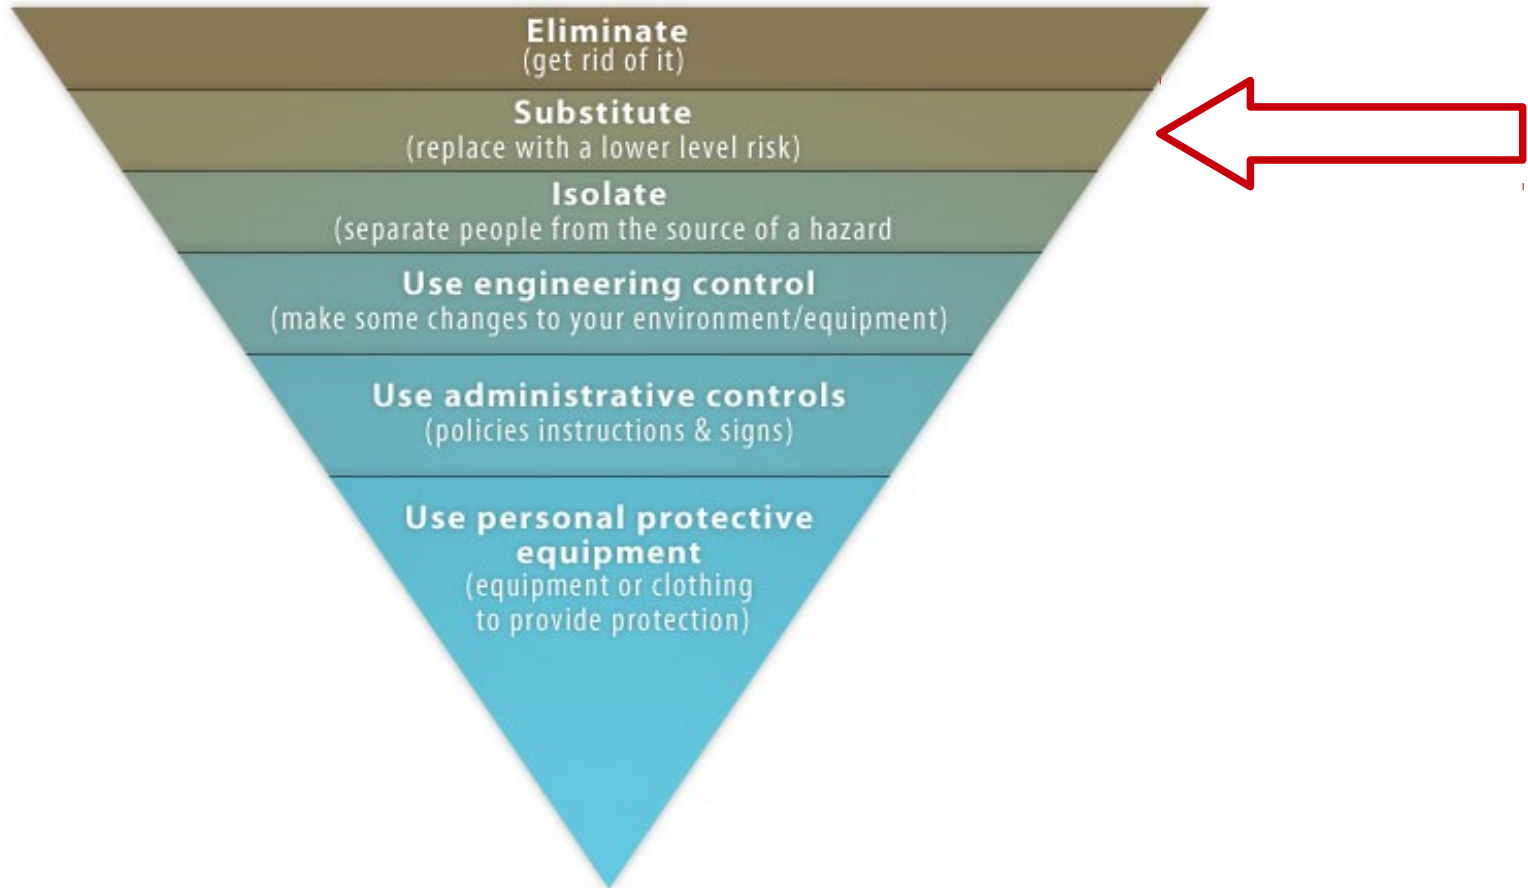 Eliminate
(get rid of it)
Substitute
(replace with a lower level risk)
Isolate
(separate people from the source of a hazard
Use engineering control
(make some changes to your environment/equipment)
Use administrative controls
(policies instructions & signs)
Use personal protective
equipment
(equipment or clothing
to provide protection)